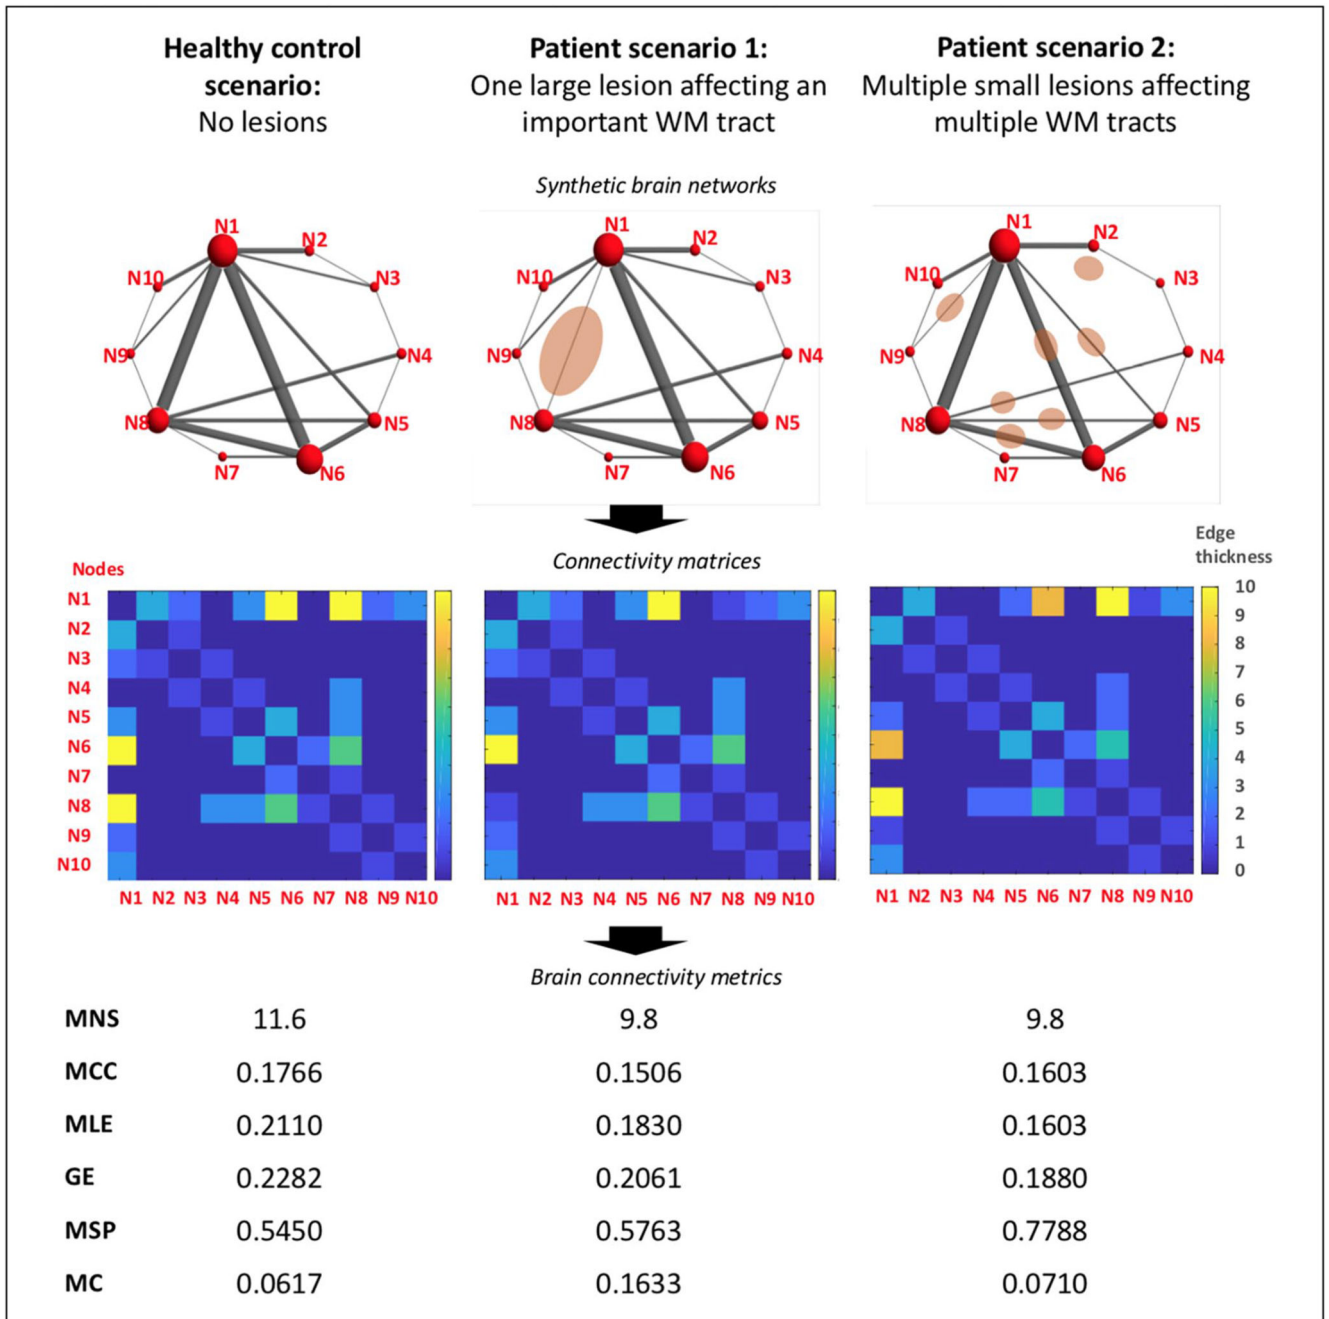 Healthy control
scenario:
No lesions
Patient scenario 1:
One large lesion affecting an
important WM tract
Patient scenario 2:
Multiple small lesions affecting
multiple WM tracts
Synthetic brain networks
N1
N2
N3
N4
N5
N6
N7
N8
N9
N10
N1
N2
N3
N4
N5
N6
N7
N8
N9
N10
N1
N2
N3
N4
N5
N6
N7
N8
N9
N10
Connectivity matrices
Edge
thickness
Nodes
N1
N2
N3
N4
N5
N6
N7
N8
N9
N10
10
9
8
7
6
5
4
3
2
1
0
N1 N2 N3 N4 N5 N6 N7 N8 N9 N10
N1 N2 N3 N4 N5 N6 N7 N8 N9 N10
N1 N2 N3 N4 N5 N6 N7 N8 N9 N10
Brain connectivity metrics
MNS 11.6 9.8 9.8
MCC 0.1766 0.1506 0.1603
MLE 0.2110 0.1830 0.1603
GE 0.2282 0.2061 0.1880
MSP 0.5450 0.5763 0.7788
MC 0.0617 0.1633 0.0710